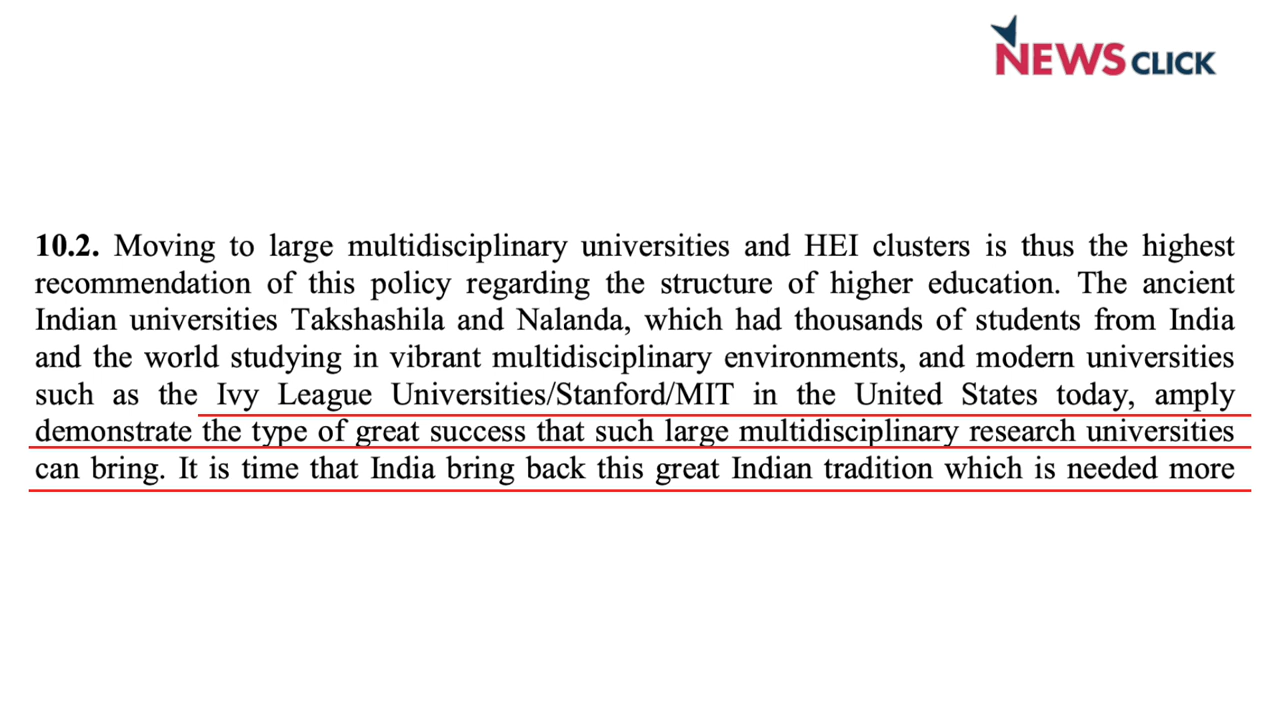 NEWSCLICK
10.2. Moving to large multidisciplinary universities and HEI clusters is thus the highest
recommendation of this policy regarding the structure of higher education. The ancient
Indian universities Takshashila and Nalanda, which had thousands of students from India
and the world studying in vibrant multidisciplinary environments, and modern universities
such as the Ivy League Universities/Stanford/MIT in the United States today, amply
demonstrate the type of great success that such large multidisciplinary research universities
can bring. It is time that India bring back this great Indian tradition which is needed more